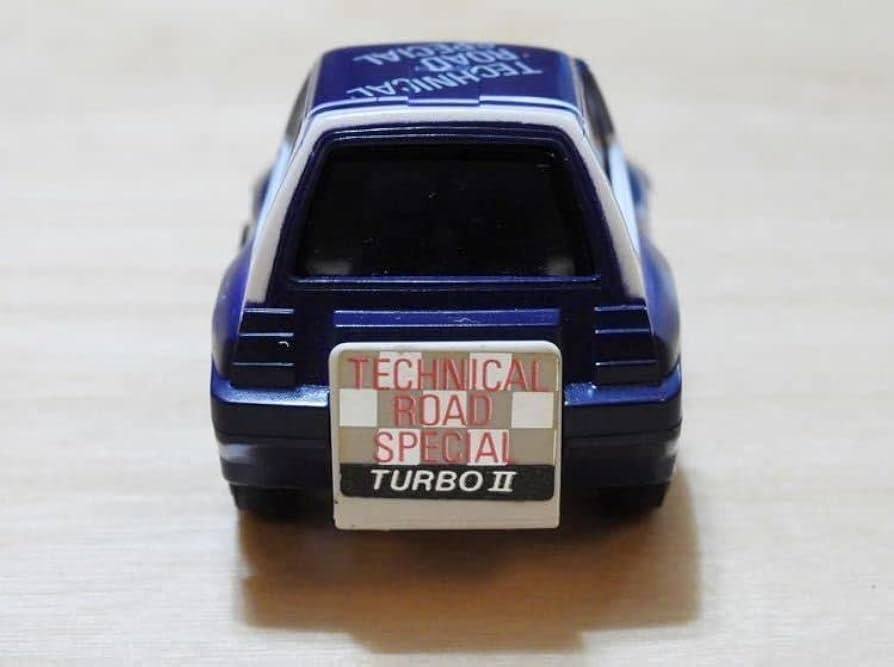 TECHNICAL
ROAD
SPECIAL
TECHNICAL
ROAD
SPECIAL
TURBO II